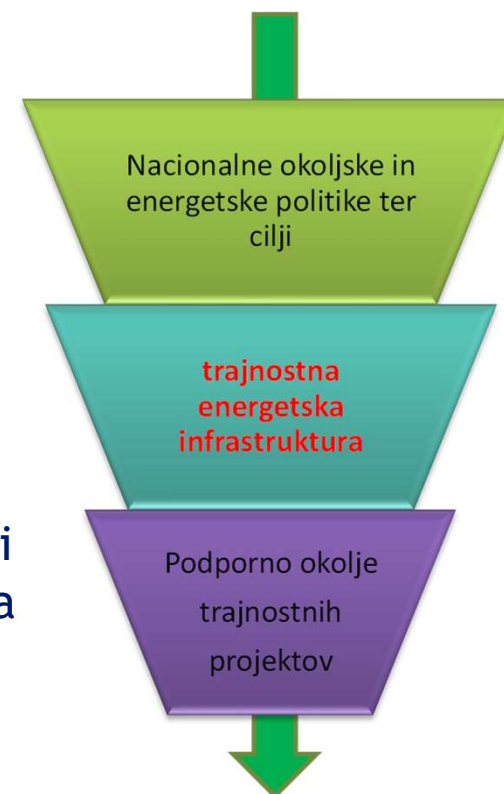 Nacionalne okoljske in
energetske politike ter
cilji
trajnostna
energetska
infrastruktura
Podporno okolje
trajnostnih
projektov
i
a